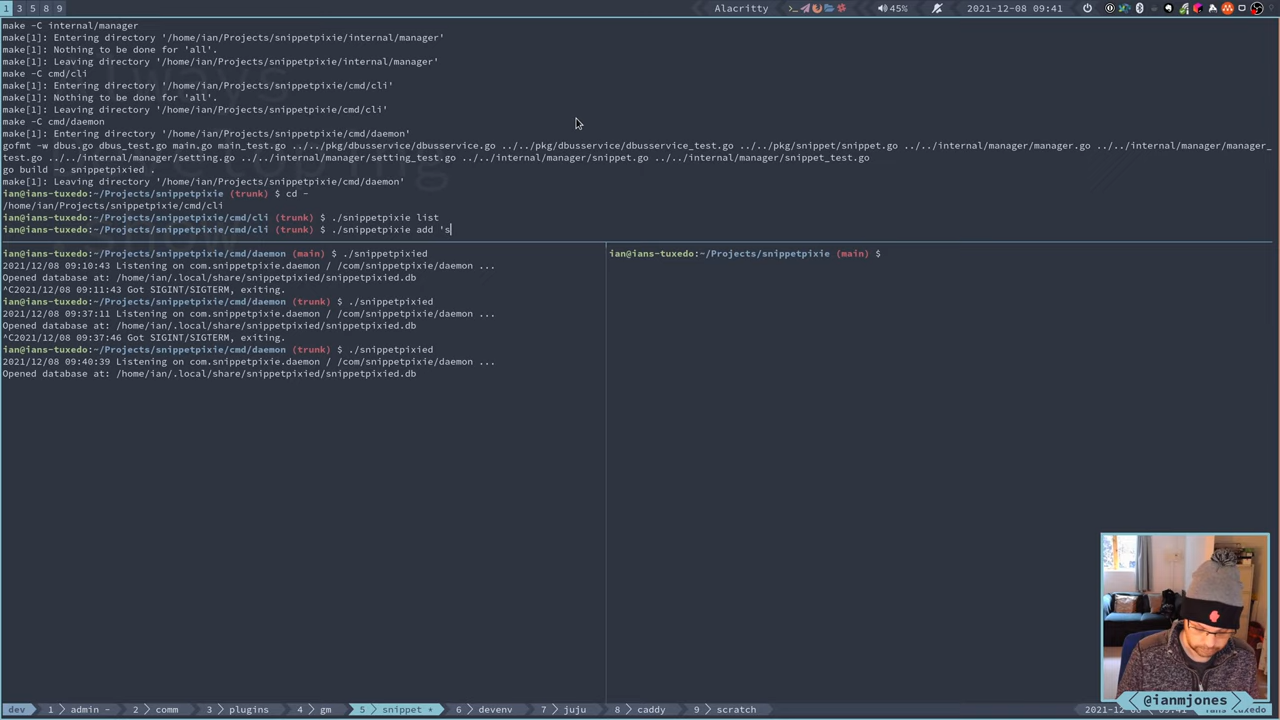 1 3 5 8 9
Alacritty
45%
2021-12-08 09:41
make -C internal/manager
make[1]: Entering directory '/home/ian/Projects/snippetpixie/internal/manager'
make[1]: Nothing to be done for 'all'.
make[1]: Leaving directory '/home/ian/Projects/snippetpixie/internal/manager'
make -C cmd/cli
make[1]: Entering directory '/home/ian/Projects/snippetpixie/cmd/cli'
make[1]: Nothing to be done for 'all'.
make[1]: Leaving directory '/home/ian/Projects/snippetpixie/cmd/cli'
make -C cmd/daemon
make[1]: Entering directory '/home/ian/Projects/snippetpixie/cmd/daemon'
gofmt -w dbus.go dbus_test.go main.go main_test.go ../../pkg/dbusservice/dbusservice.go ../../pkg/dbusservice/dbusservice_test.go ../../pkg/snippet/snippet.go ../../internal/manager/manager.go ../../internal/manager/manager_
test.go ../../internal/manager/setting.go ../../internal/manager/setting_test.go ../../internal/manager/snippet.go ../../internal/manager/snippet_test.go
go build -o snippetpixied .
make[1]: Leaving directory '/home/ian/Projects/snippetpixie/cmd/daemon'
ian@ians-tuxedo:~/Projects/snippetpixie (trunk) $ cd -
/home/ian/Projects/snippetpixie/cmd/cli
ian@ians-tuxedo:~/Projects/snippetpixie/cmd/cli (trunk) $ ./snippetpixie list
ian@ians-tuxedo:~/Projects/snippetpixie/cmd/cli (trunk) $ ./snippetpixie add 's
ian@ians-tuxedo:~/Projects/snippetpixie/cmd/daemon (main) $ ./snippetpixied
2021/12/08 09:10:43 Listening on com.snippetpixie.daemon / /com/snippetpixie/daemon ...
Opened database at: /home/ian/.local/share/snippetpixied/snippetpixied.db
^C2021/12/08 09:11:43 Got SIGINT/SIGTERM, exiting.
ian@ians-tuxedo:~/Projects/snippetpixie/cmd/daemon (trunk) $ ./snippetpixied
2021/12/08 09:37:11 Listening on com.snippetpixie.daemon / /com/snippetpixie/daemon ...
Opened database at: /home/ian/.local/share/snippetpixied/snippetpixied.db
^C2021/12/08 09:37:46 Got SIGINT/SIGTERM, exiting.
ian@ians-tuxedo:~/Projects/snippetpixie/cmd/daemon (trunk) $ ./snippetpixied
2021/12/08 09:40:39 Listening on com.snippetpixie.daemon / /com/snippetpixie/daemon ...
Opened database at: /home/ian/.local/share/snippetpixied/snippetpixied.db
ian@ians-tuxedo:~/Projects/snippetpixie (main) $
@ianmjones
dev 1 admin - 2 comm 3 plugins 4 gm 5 snippet * 6 devenv 7 juju 8 caddy 9 scratch